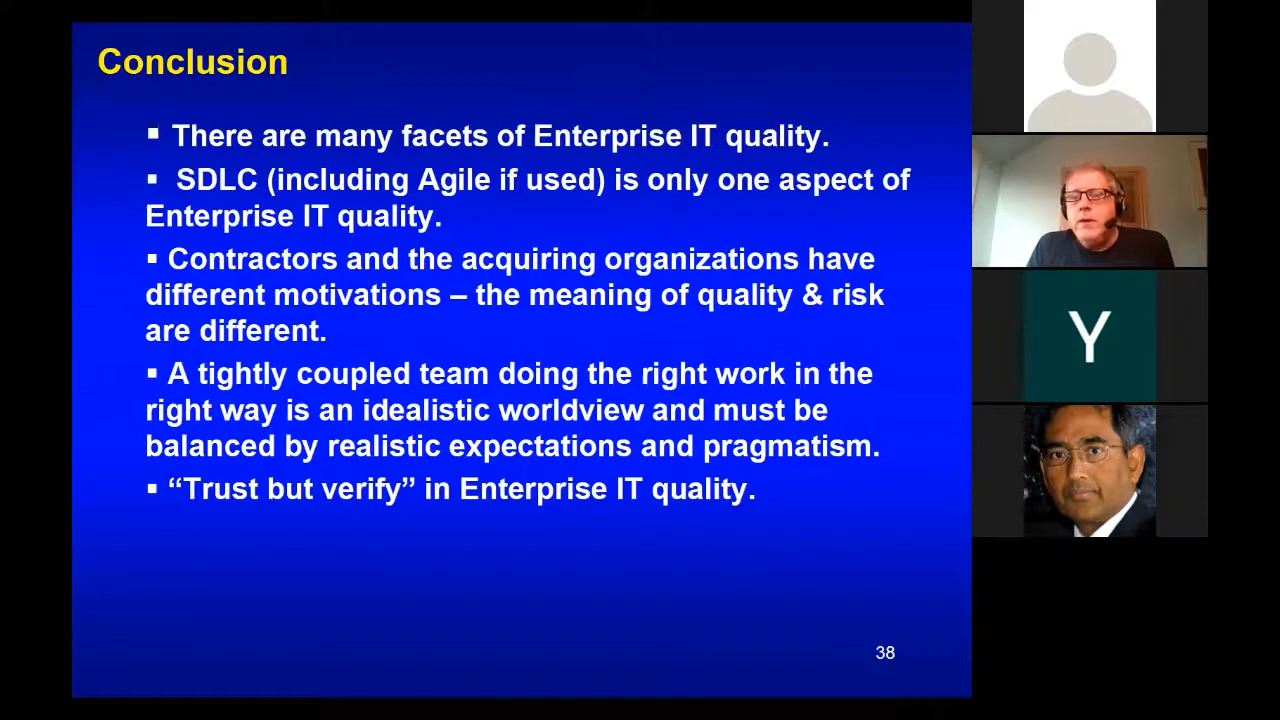 Conclusion
▪ There are many facets of Enterprise IT quality.
▪ SDLC (including Agile if used) is only one aspect of
Enterprise IT quality.
▪ Contractors and the acquiring organizations have
different motivations – the meaning of quality & risk
are different.
▪ A tightly coupled team doing the right work in the
right way is an idealistic worldview and must be
balanced by realistic expectations and pragmatism.
▪ “Trust but verify” in Enterprise IT quality.
38
Y